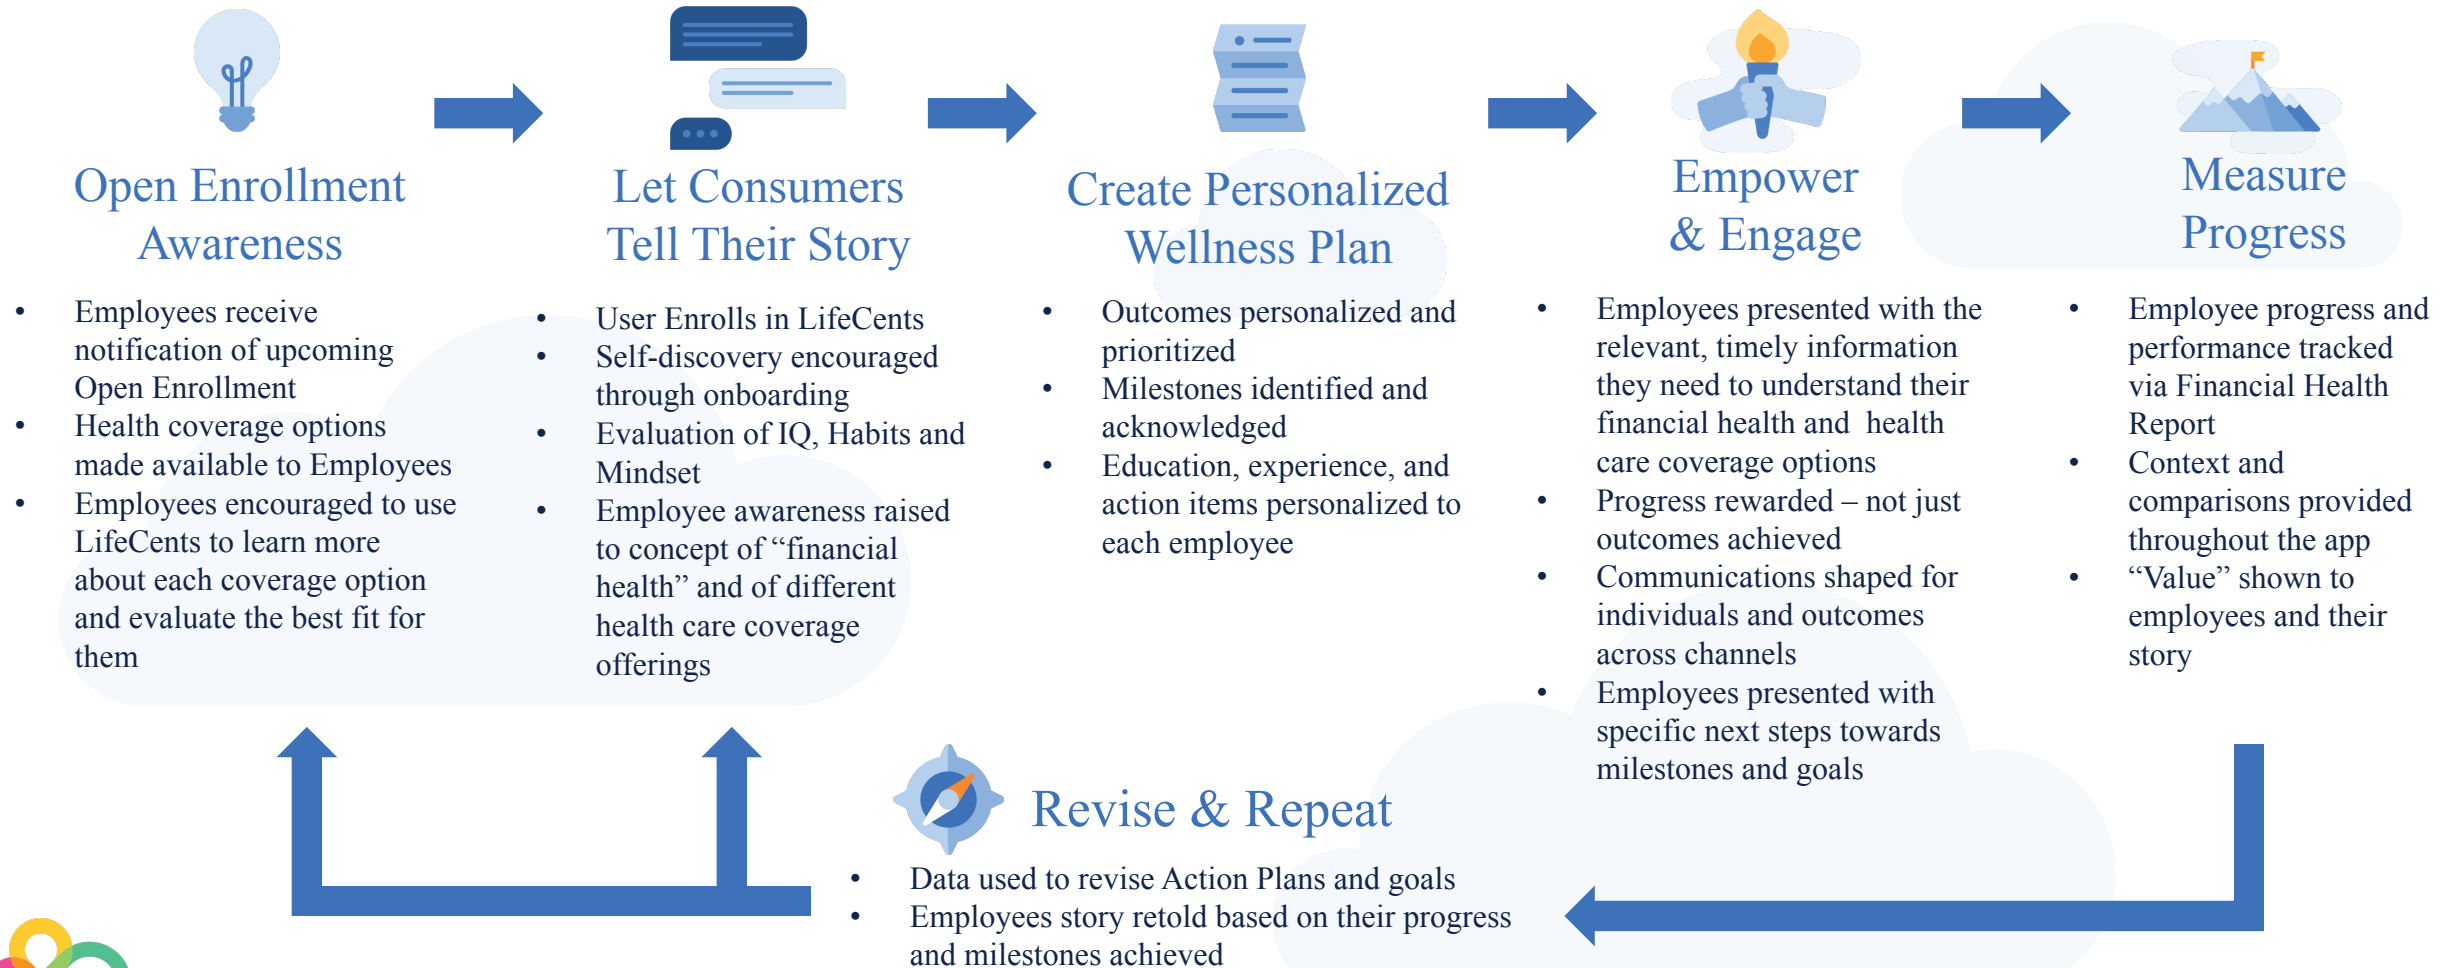 Open Enrollment
Awareness
• Employees receive
notification of upcoming
Open Enrollment
• Health coverage options
made available to Employees
• Employees encouraged to use
LifeCents to learn more
about each coverage option
and evaluate the best fit for
them
Let Consumers
Tell Their Story
• User Enrolls in LifeCents
• Self-discovery encouraged
through onboarding
• Evaluation of IQ, Habits and
Mindset
• Employee awareness raised
to concept of “financial
health” and of different
health care coverage
offerings
Create Personalized
Wellness Plan
• Outcomes personalized and
prioritized
• Milestones identified and
acknowledged
• Education, experience, and
action items personalized to
each employee
Empower
& Engage
• Employees presented with the
relevant, timely information
they need to understand their
financial health and  health
care coverage options
• Progress rewarded – not just
outcomes achieved
• Communications shaped for
individuals and outcomes
across channels
• Employees presented with
specific next steps towards
milestones and goals
Measure
Progress
• Employee progress and
performance tracked
via Financial Health
Report
• Context and
comparisons provided
throughout the app
• “Value” shown to
employees and their
story
Revise & Repeat
• Data used to revise Action Plans and goals
• Employees story retold based on their progress
and milestones achieved